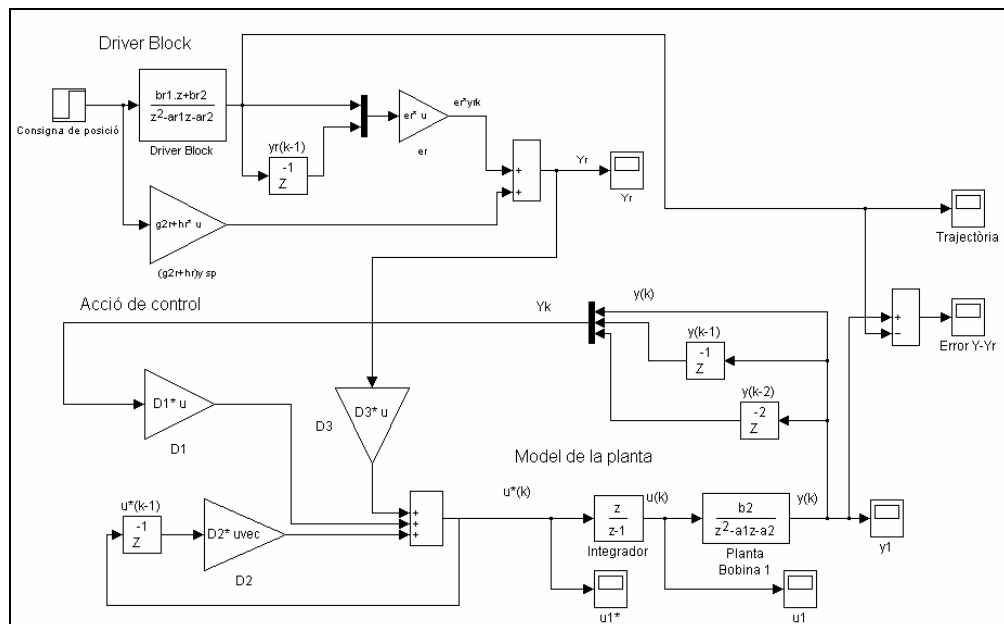 Driver Block
br1.z+br2
z2-ar1z-ar2
Driver Block
Consigna de posició
yr(k-1)
-1
Z
er* u
er
er*yrk
+
+
Yr
Yr
g2r+hr* u
(g2r+hr)y sp
Trajectòria
Acció de control
Yk
y(k)
y(k-1)
-1
Z
y(k-2)
-2
Z
+
−
Error Y-Yr
D1* u
D1
D3* u
D3
Model de la planta
u*(k-1)
-1
Z
D2* uvec
D2
+
+
+
u*(k)
z
z-1
Integrador
u(k)
b2
z2-a1z-a2
Planta
Bobina 1
y(k)
y1
u1*
u1